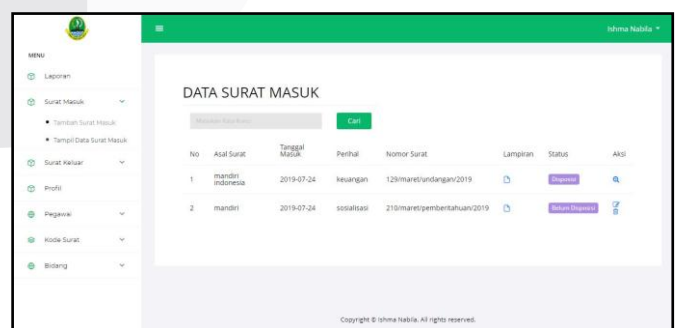 Ishma Nabila
MENU
Laporan
Surat Masuk
Tambah Surat Masuk
Tampil Data Surat Masuk
Surat Keluar
Profil
Pegawai
Kode Surat
Bidang
DATA SURAT MASUK
Cari
No Asal Surat Tanggal Masuk Perihal Nomor Surat Lampiran Status Aksi
1 mandiri indonesia 2019-07-24 keuangan 129/maret/undangan/2019 Disposisi
2 mandiri 2019-07-24 sosialisasi 210/maret/pemberitahuan/2019 Return Disposisi
Copyright © Ishma Nabila. All rights reserved.